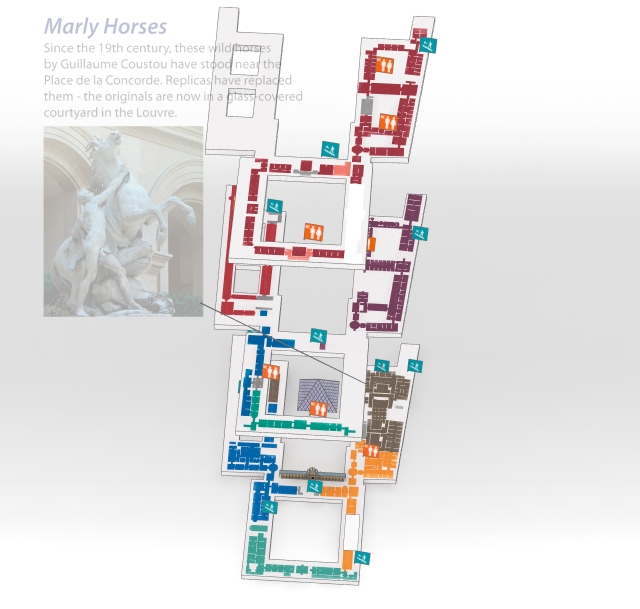 Marly Horses
Since the 19th century, these wild horses
by Guillaume Coustou have stood near the
Place de la Concorde. Replicas have replaced
them - the originals are now in a glass-covered
courtyard in the Louvre.